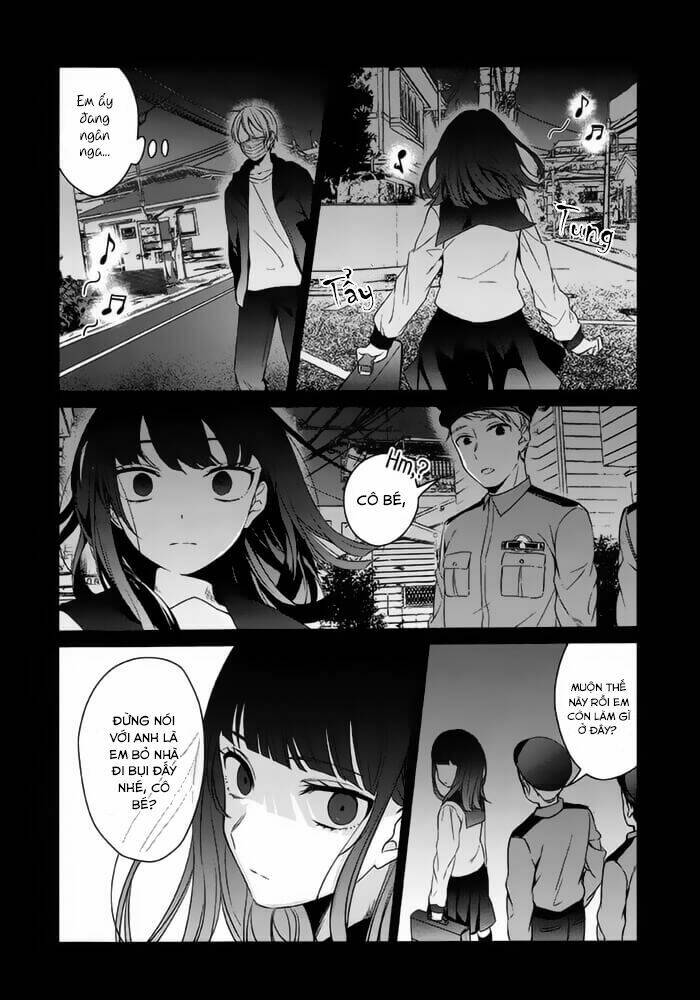 Em ấy
đang
ngân
nga...
Tung
Tẩy
Hm,?
CÔ BÉ,
MUỘN THẾ
NÀY RỒI EM
CÒN LÀM GÌ
Ở ĐÂY?
ĐỪNG NÓI
VỚI ANH LÀ
EM BỎ NHÀ
ĐI BỤI ĐẤY
NHÉ, CÔ
BÉ?